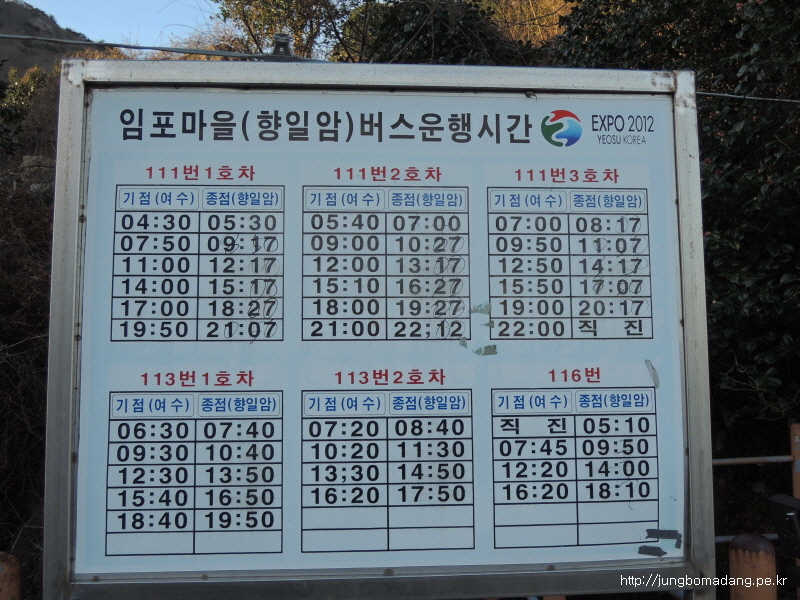 임포마을(향일암)버스운행시간 EXPO 2012
YEOSU KOREA
111번1호차 111번2호차 111번3호차
기점(여수) 종점(향일암) 기점(여수) 종점(향일암) 기점(여수) 종점(향일암)
04:30 05:30 05:40 07:00 07:00 08:17
07:50 09:17 09:00 10:27 09:50 11:07
11:00 12:17 12:00 13:17 12:50 14:17
14:00 15:17 15:10 16:27 15:50 17:07
17:00 18:27 18:00 19:27 19:00 20:17
19:50 21:07 21:00 22,12 22:00 직진
113번1호차 113번2호차 116번
기점(여수) 종점(향일암) 기점(여수) 종점(향일암) 기점(여수) 종점(향일암)
06:30 07:40 07:20 08:40 직진 05:10
09:30 10:40 10:20 11:30 07:45 09:50
12:30 13:50 13;30 14:50 12:20 14:00
15:40 16:50 16:20 17:50 16:20 18:10
18:40 19:50
http://jungbomadang.pe.kr